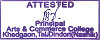 ATTESTED
Principal
Arts & Commerce College
Khedgaon, Tal.Dindori(Nashik)